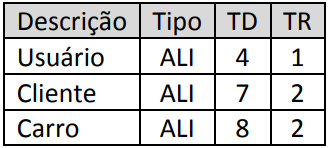 Descrição Tipo TD TR
Usuário ALI 4 1
Cliente ALI 7 2
Carro ALI 8 2